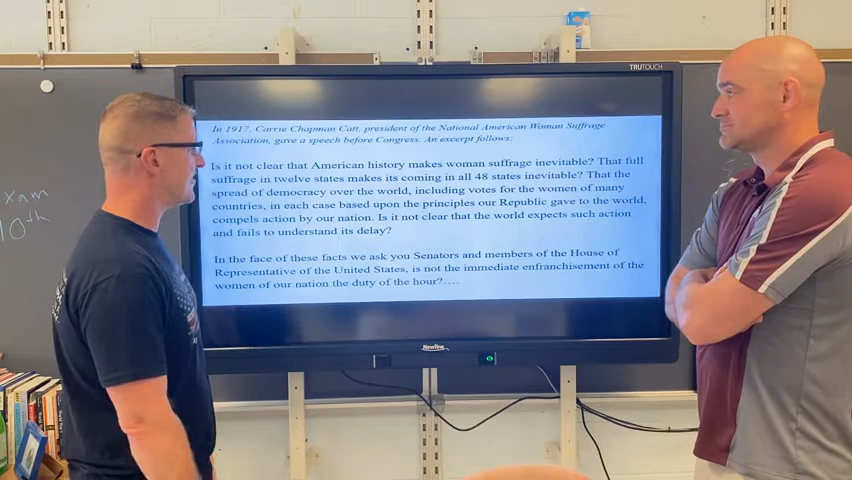 TRUTOUCH
In 1917, Carrie Chapman Catt, president of the National American Woman Suffrage
Association, gave a speech before Congress. An excerpt follows:
Is it not clear that American history makes woman suffrage inevitable? That full
suffrage in twelve states makes its coming in all 48 states inevitable? That the
spread of democracy over the world, including votes for the women of many
countries, in each case based upon the principles our Republic gave to the world,
compels action by our nation. Is it not clear that the world expects such action
and fails to understand its delay?
In the face of these facts we ask you Senators and members of the House of
Representative of the United States, is not the immediate enfranchisement of the
women of our nation the duty of the hour?....
Newline
xam
10th